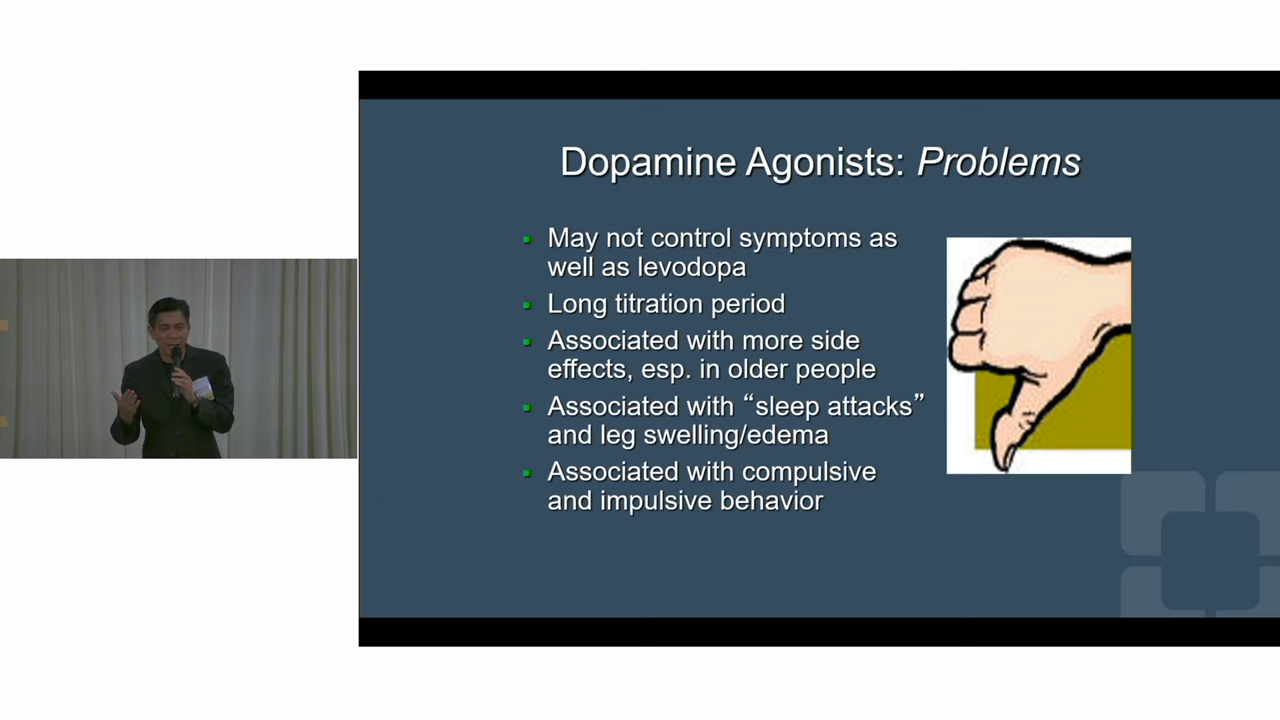 Dopamine Agonists: Problems
May not control symptoms as
well as levodopa
Long titration period
Associated with more side
effects, esp. in older people
Associated with “sleep attacks”
and leg swelling/edema
Associated with compulsive
and impulsive behavior